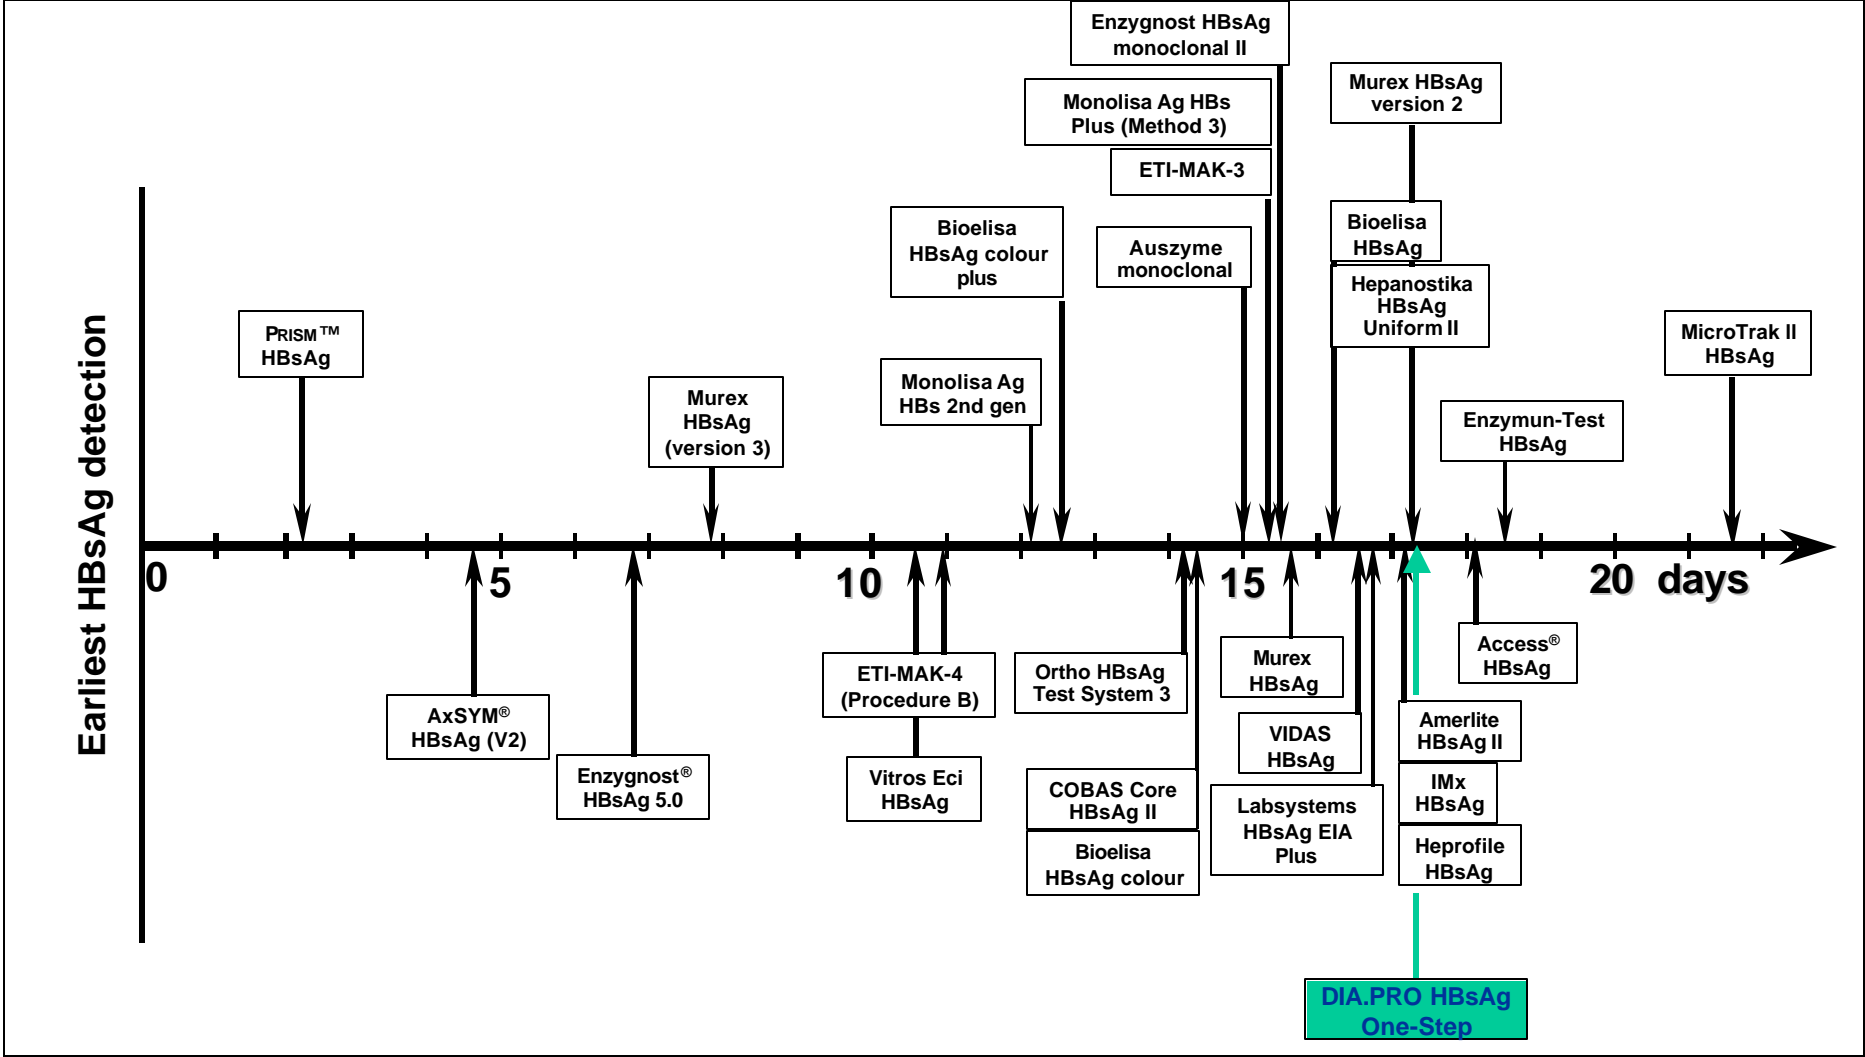 Enzygnost HBsAg
monoclonal II
Monolisa Ag HBs
Plus (Method 3)
Murex HBsAg
version 2
ETI-MAK-3
Bioelisa
HBsAg colour
plus
Auszyme
monoclonal
Bioelisa
HBsAg
Hepanostika
HBsAg
Uniform II
PRISM™
HBsAg
MicroTrak II
HBsAg
Murex
HBsAg
(version 3)
Monolisa Ag
HBs 2nd gen
Enzymun-Test
HBsAg
Earliest HBsAg detection
0
5
10
15
20 days
AxSYM®
HBsAg (V2)
Enzygnost®
HBsAg 5.0
ETI-MAK-4
(Procedure B)
Vitros Eci
HBsAg
Ortho HBsAg
Test System 3
COBAS Core
HBsAg II
Bioelisa
HBsAg colour
Murex
HBsAg
VIDAS
HBsAg
Labsystems
HBsAg EIA
Plus
Access®
HBsAg
Amerlite
HBsAg II
IMx
HBsAg
Heprofile
HBsAg
DIA.PRO HBsAg
One-Step